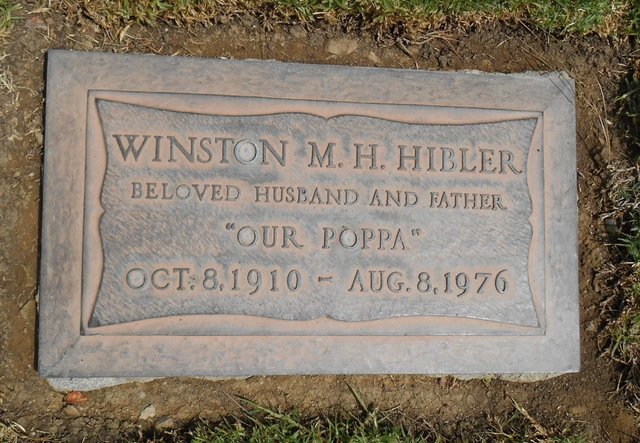 WINSTON M. H. HIBLER
BELOVED HUSBAND AND FATHER
"OUR POPPA"
OCT. 8, 1910 - AUG. 8, 1976